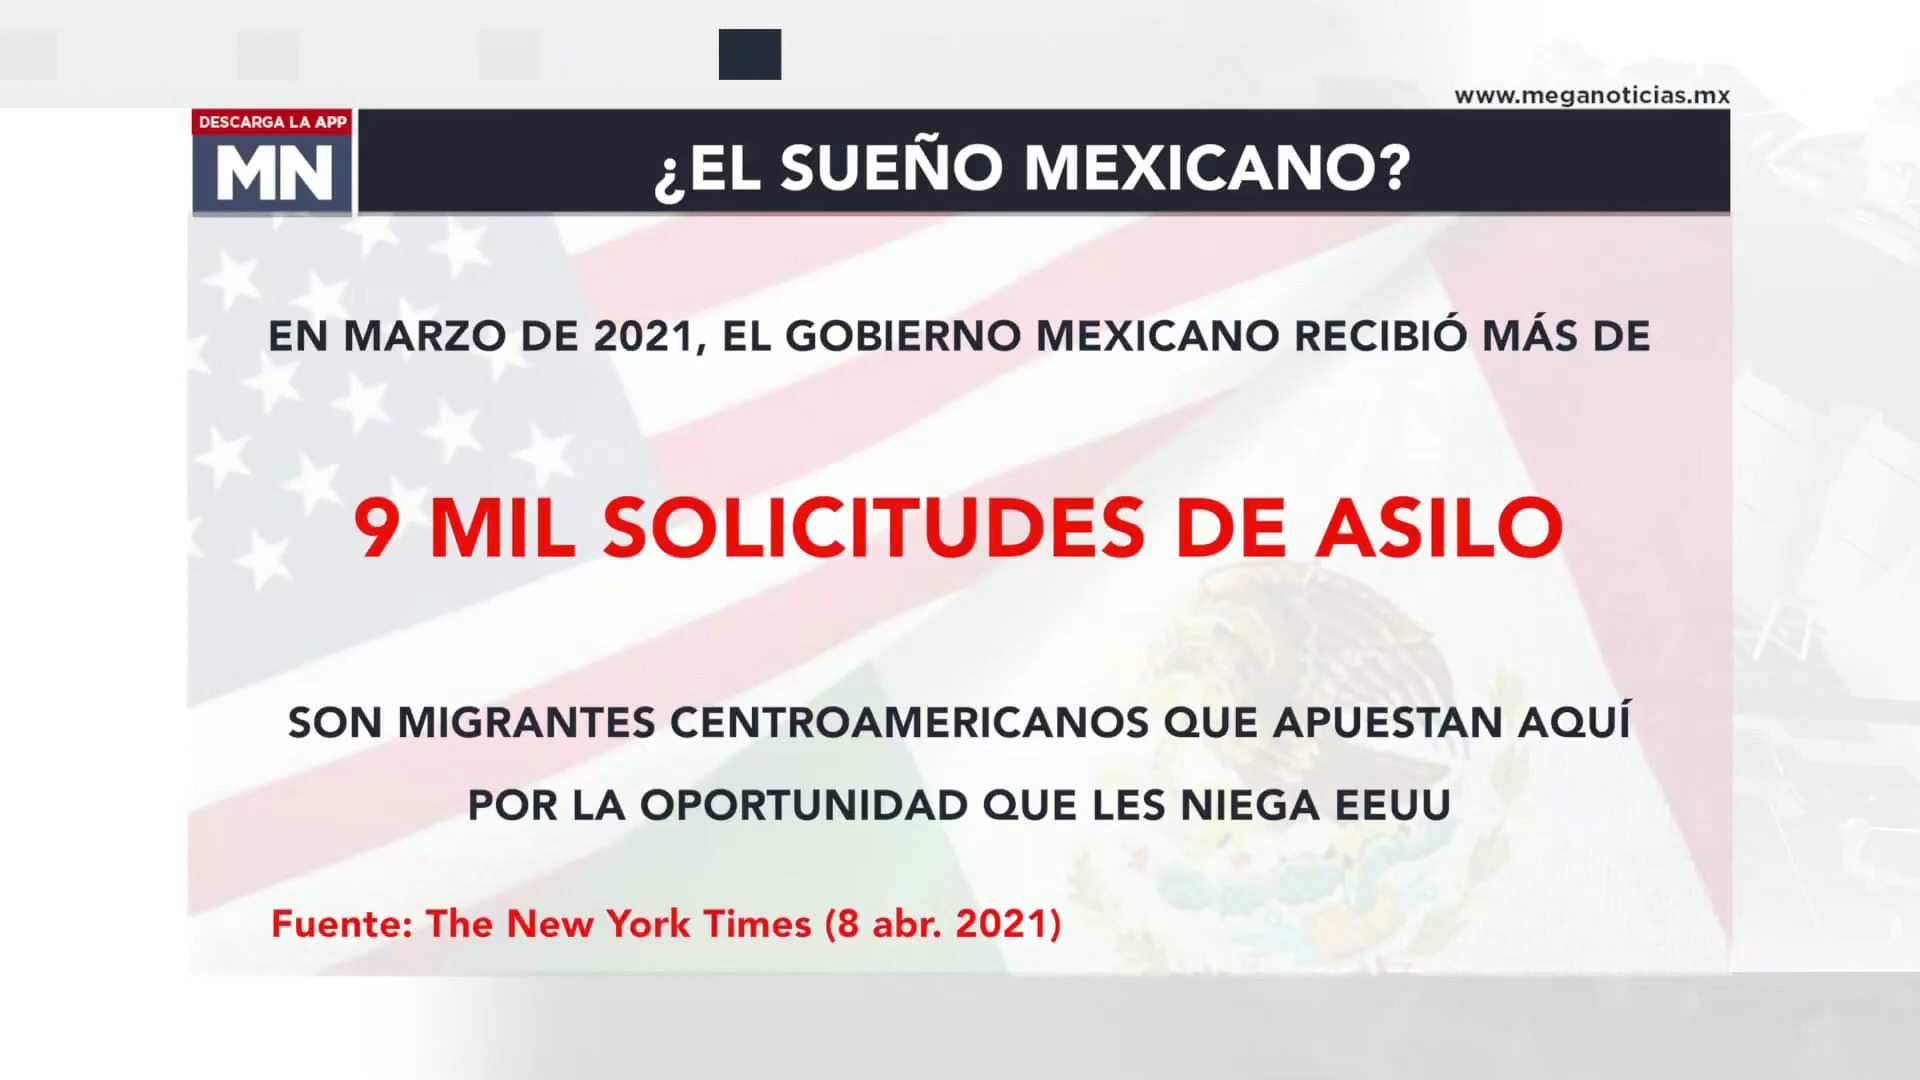 www.meganoticias.mx
DESCARGA LA APP
MN
¿EL SUEÑO MEXICANO?
EN MARZO DE 2021, EL GOBIERNO MEXICANO RECIBIÓ MÁS DE
9 MIL SOLICITUDES DE ASILO
SON MIGRANTES CENTROAMERICANOS QUE APUESTAN AQUÍ
POR LA OPORTUNIDAD QUE LES NIEGA EEUU
Fuente: The New York Times (8 abr. 2021)